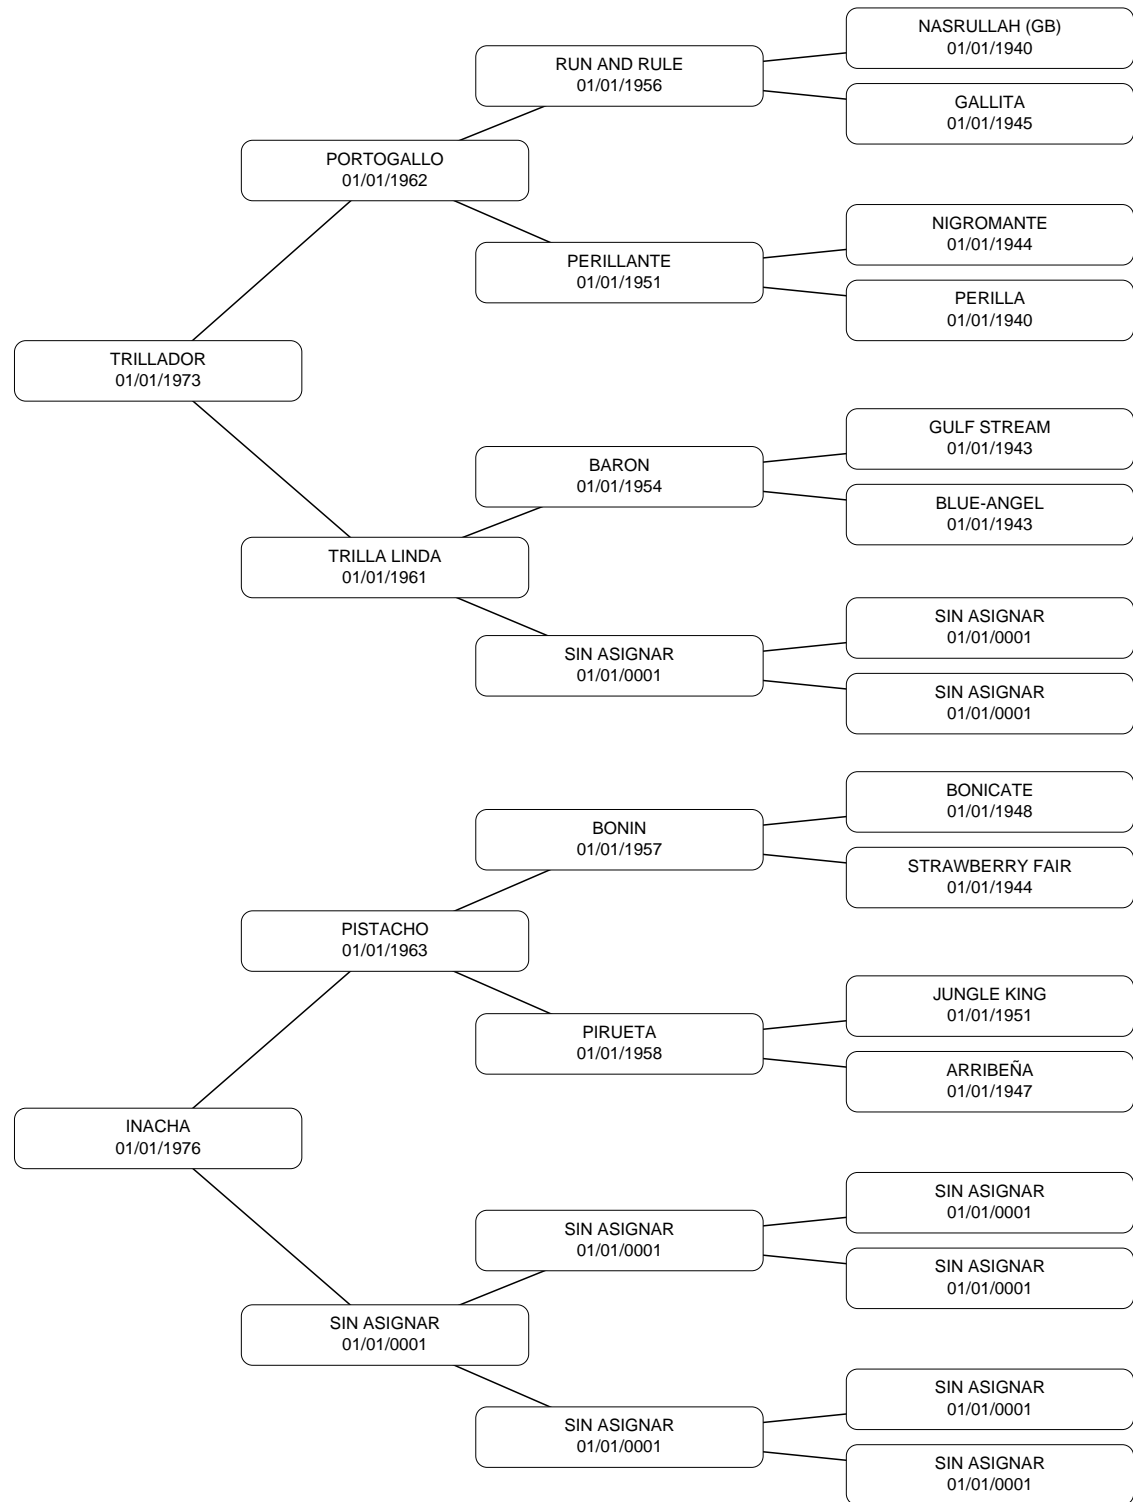 NASRULLAH (GB)
01/01/1940
RUN AND RULE
01/01/1956
GALLITA
01/01/1945
PORTOGALLO
01/01/1962
NIGROMANTE
01/01/1944
PERILLANTE
01/01/1951
PERILLA
01/01/1940
TRILLADOR
01/01/1973
GULF STREAM
01/01/1943
BARON
01/01/1954
BLUE-ANGEL
01/01/1943
TRILLA LINDA
01/01/1961
SIN ASIGNAR
01/01/0001
SIN ASIGNAR
01/01/0001
SIN ASIGNAR
01/01/0001
BONICATE
01/01/1948
BONIN
01/01/1957
STRAWBERRY FAIR
01/01/1944
PISTACHO
01/01/1963
JUNGLE KING
01/01/1951
PIRUETA
01/01/1958
ARRIBEÑA
01/01/1947
INACHA
01/01/1976
SIN ASIGNAR
01/01/0001
SIN ASIGNAR
01/01/0001
SIN ASIGNAR
01/01/0001
SIN ASIGNAR
01/01/0001
SIN ASIGNAR
01/01/0001
SIN ASIGNAR
01/01/0001
SIN ASIGNAR
01/01/0001